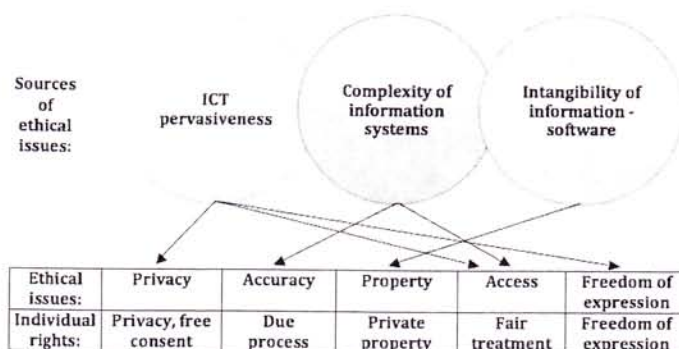 Sources
of
ethical
issues:
ICT
pervasiveness
Complexity of
information
systems
Intangibility of
information -
software
Ethical
issues:
Privacy
Accuracy
Property
Access
Freedom of
expression
Individual
rights:
Privacy, free
consent
Due
process
Private
property
Fair
treatment
Freedom of
expression